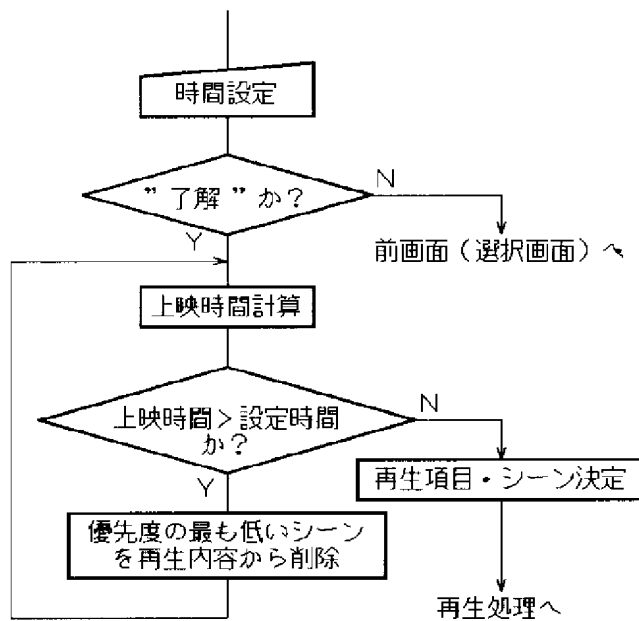 時間設定
”了解”か?
N
Y
前画面(選択画面)へ
上映時間計算
上映時間>設定時間
か?
N
Y
再生項目・シーン決定
優先度の最も低いシーン
を再生内容から削除
再生処理へ